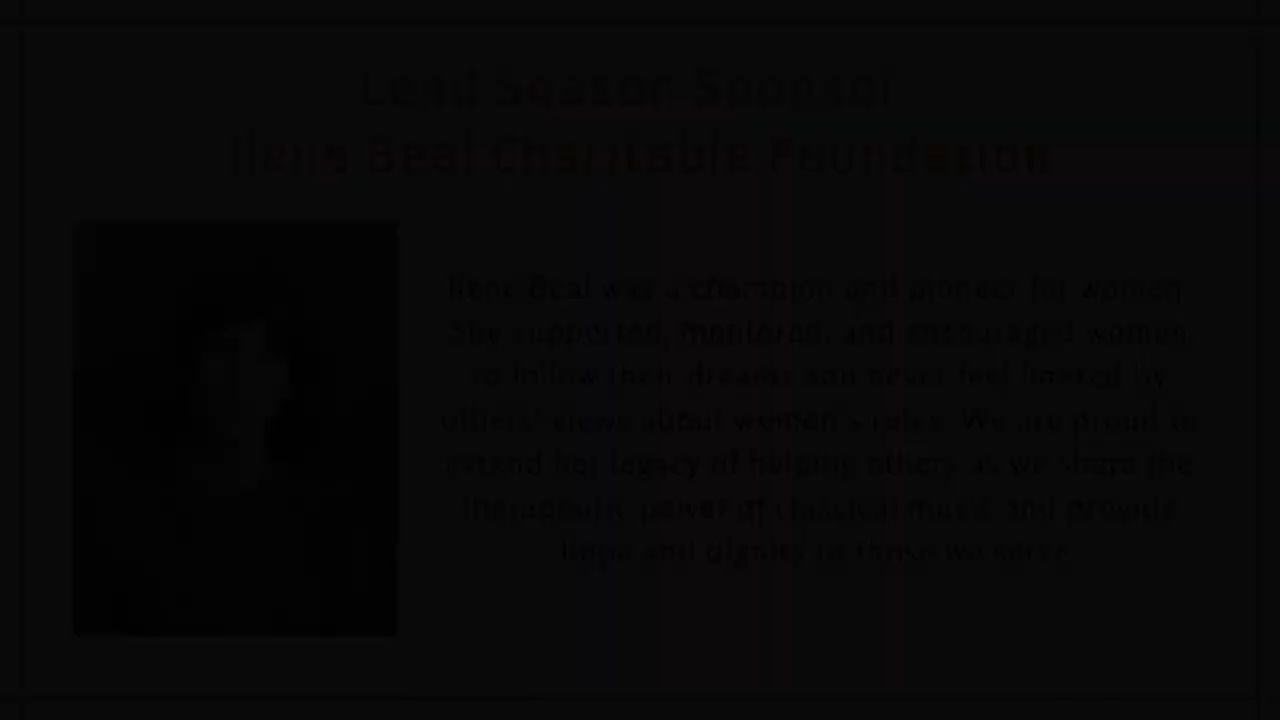 Lead Season Sponsor
Ilene Beal Charitable Foundation
Ilene Beal was a champion and pioneer for women.
She supported, mentored, and encouraged women
to follow their dreams and never feel limited by
others' views about women's roles. We are proud to
extend her legacy of helping others as we share the
therapeutic power of classical music and provide
hope and dignity to those we serve.